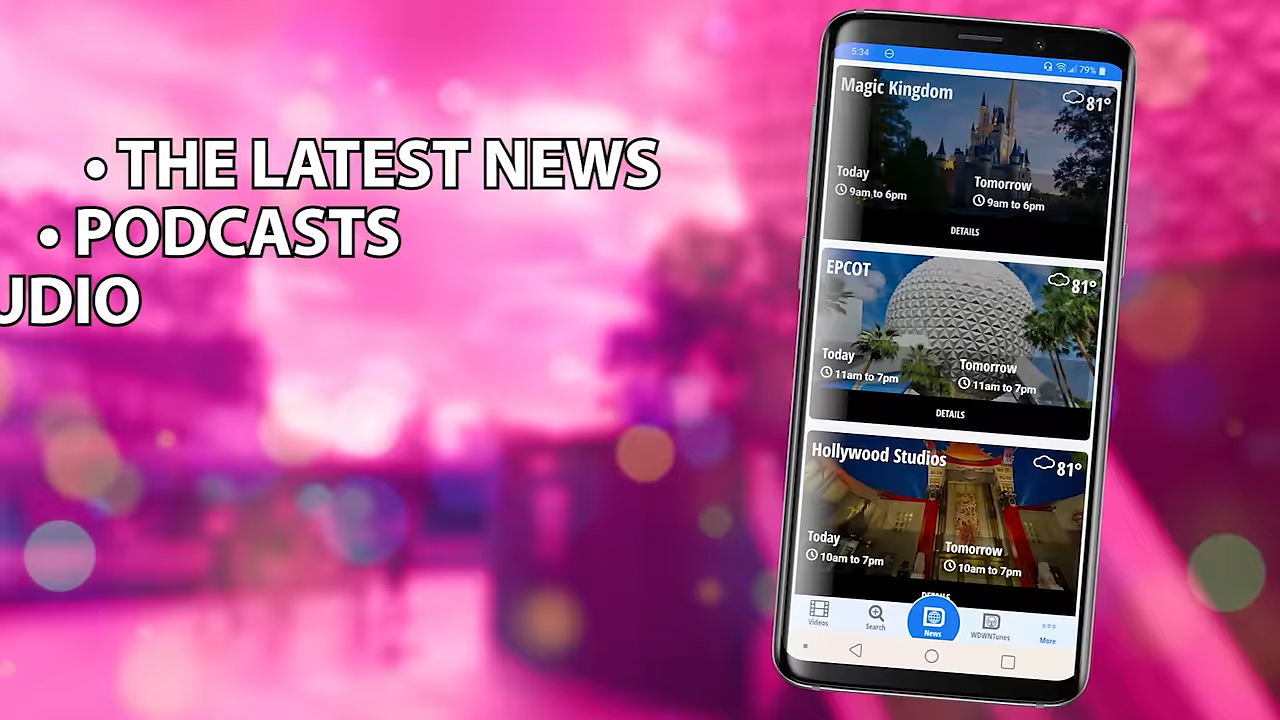 • THE LATEST NEWS
• PODCASTS
UDIO
5:34
79%
Magic Kingdom
81°
Today
9am to 6pm
Tomorrow
9am to 6pm
DETAILS
EPCOT
81°
Today
11am to 7pm
Tomorrow
11am to 7pm
DETAILS
Hollywood Studios
81°
Today
10am to 7pm
Tomorrow
10am to 7pm
DETAILS
Videos
Search
News
WDWNTunes
More